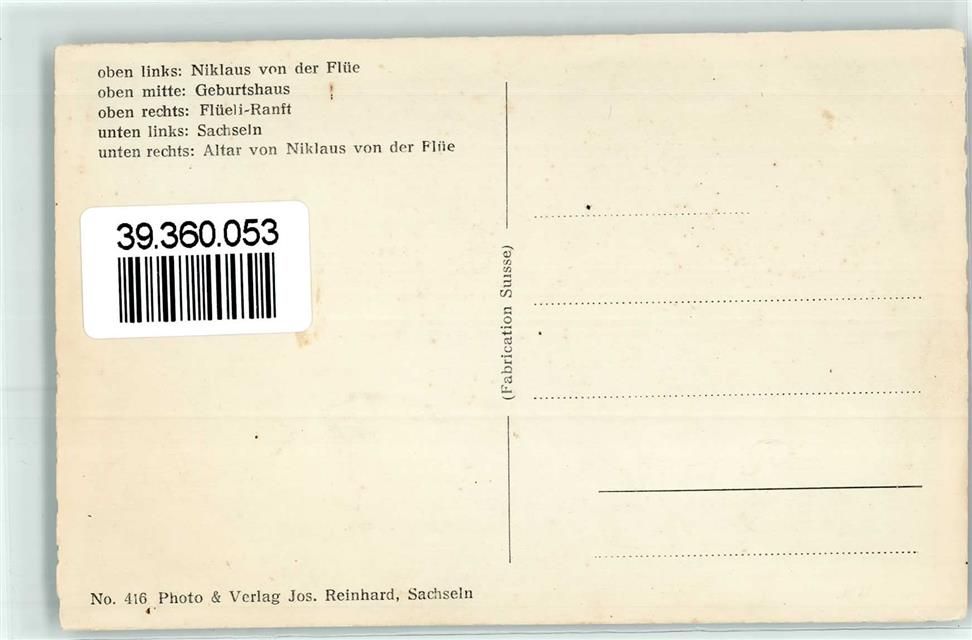 oben links: Niklaus von der Flüe
oben mitte: Geburtshaus
oben rechts: Flüeli-Ranft
unten links: Sachseln
unten rechts: Altar von Niklaus von der Flüe
39.360.053
(Fabrication Suisse)
No. 416 Photo & Verlag Jos. Reinhard, Sachseln